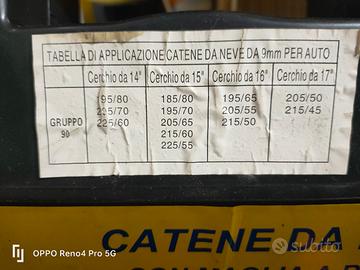 TABELLA DI APPLICAZIONE CATENE DA NEVE DA 9mm PER AUTO
Cerchio da 14" Cerchio da 15" Cerchio da 16" Cerchio da 17"
GRUPPO 90
195/80 185/80 195/65 205/50
225/70 195/70 205/55 215/45
225/60 205/65 215/50
215/60
225/55
CATENE DA
OPPO Reno4 Pro 5G
subito